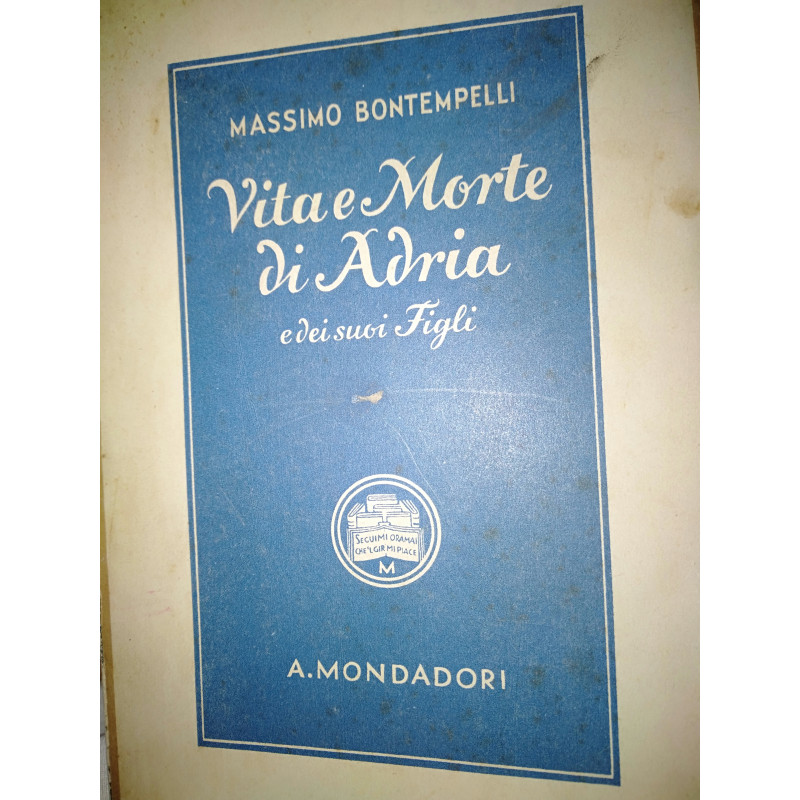 MASSIMO BONTEMPELLI
Vita e Morte
di Adria
e dei suoi Figli
SEGUIMI ORAMAI
CHE'L GIR MI PIACE
M
A. MONDADORI